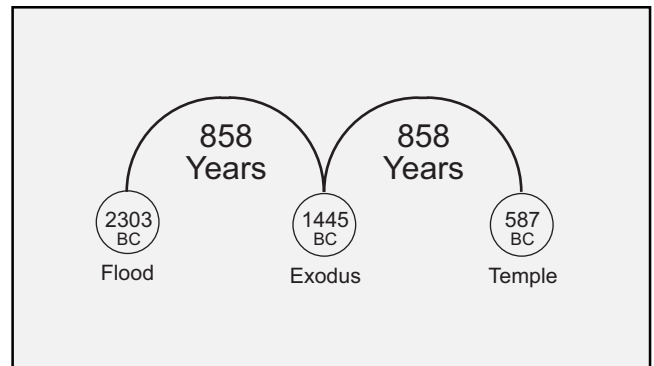 858
Years
858
Years
2303
BC
1445
BC
587
BC
Flood
Exodus
Temple